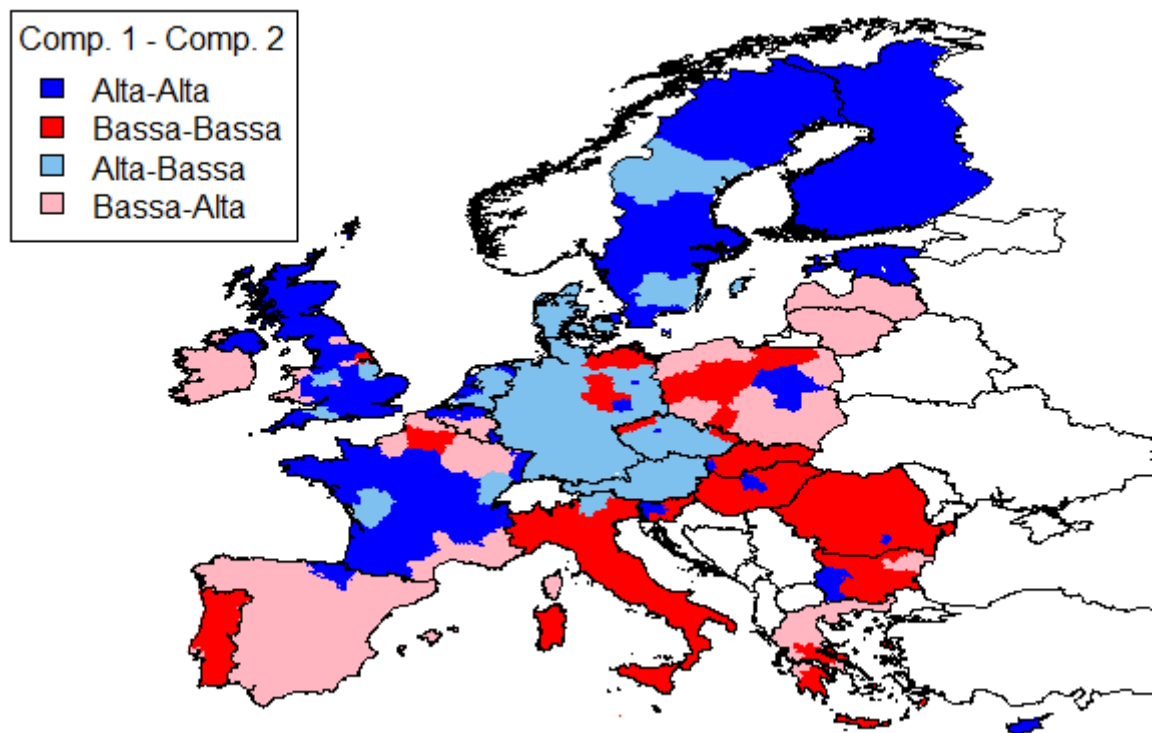 Comp. 1 - Comp. 2
Alta-Alta
Bassa-Bassa
Alta-Bassa
Bassa-Alta